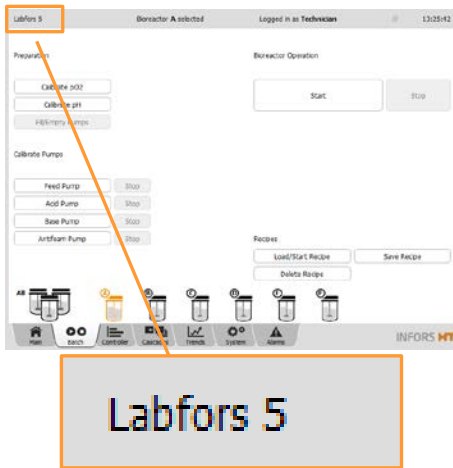 Labfors 5 Bioreactor A selected Logged in as Technician 13:25:42
Preparation Bioreactor Operation
Calibrate pO2
Calibrate pH
Fill/Empty Pumps
Start Stop
Calibrate Pumps
Feed Pump Stop
Acid Pump Stop
Base Pump Stop
Antifoam Pump Stop
Recipes
Load/Start Recipe Save Recipe
Delete Recipe
AB A B C D E F
Main Batch Controller Cascades Trends System Alarms
INFORS HT
Labfors 5